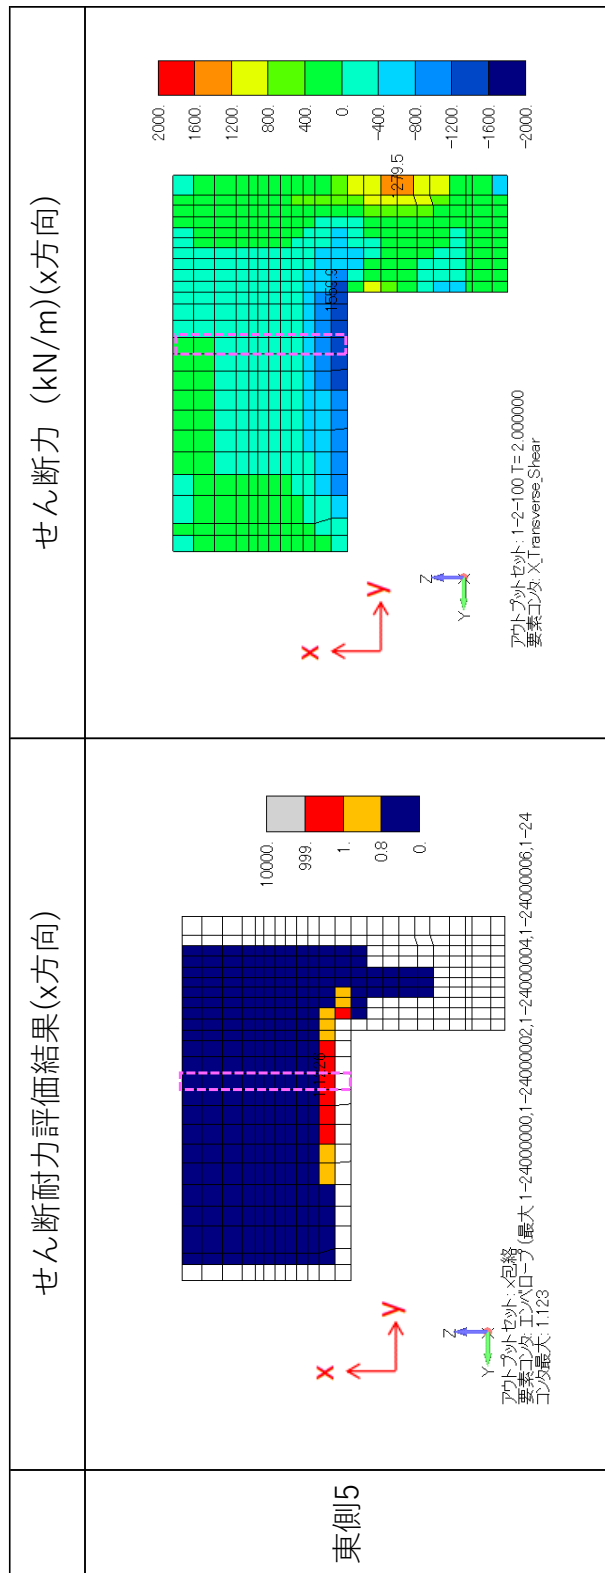 せん断耐力評価結果(x方向)
せん断力 (kN/m)(x方向)
東側5
10000.
999.
1.
0.8
0.
x
y
Z
Y
アウトプットセット: x包絡
要素コンタ: エンベロープ (最大 1-24000000,1-24000002,1-24000004,1-24000006,1-24
コンタ最大: 1.123
2000.
1600.
1200.
800.
400.
0.
-400.
-800.
-1200.
-1600.
-2000.
x
y
Z
Y
アウトプットセット: 1-2-100 T= 2.000000
要素コンタ: X_Transverse_Shear